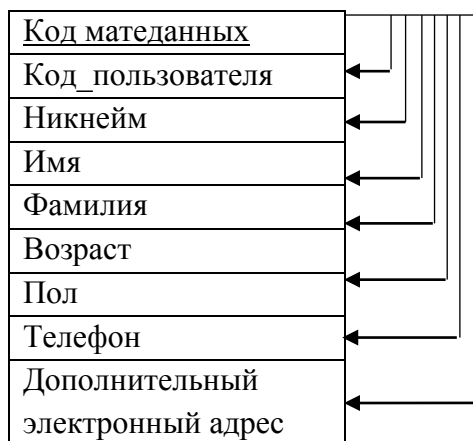 Код матеданных
Код_пользователя
Никнейм
Имя
Фамилия
Возраст
Пол
Телефон
Дополнительный
электронный адрес